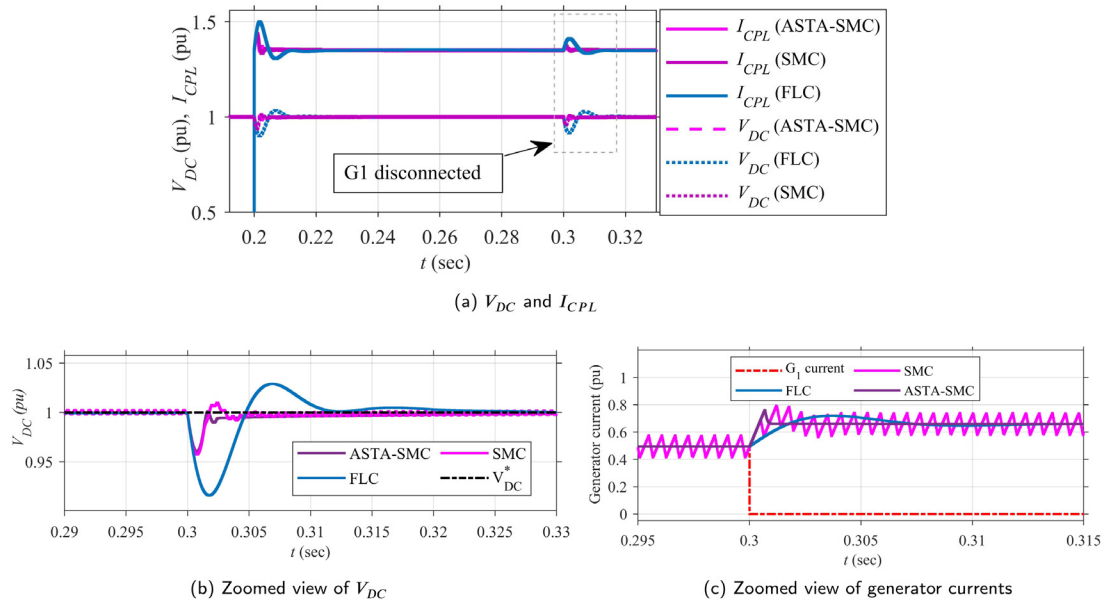 V_DC (pu), I_CPL (pu)
1.5
1
0.5
0.2
0.22
0.24
0.26
0.28
0.3
0.32
t (sec)
G1 disconnected
I_CPL (ASTA-SMC)
I_CPL (SMC)
I_CPL (FLC)
V_DC (ASTA-SMC)
V_DC (FLC)
V_DC (SMC)
(a) V_DC and I_CPL
V_DC (pu)
1.05
1
0.95
0.29
0.295
0.3
0.305
0.31
0.315
0.32
0.325
0.33
t (sec)
ASTA-SMC
SMC
FLC
V*_DC
(b) Zoomed view of V_DC
Generator current (pu)
1
0.8
0.6
0.4
0.2
0
0.295
0.3
0.305
0.31
0.315
t (sec)
G_1 current
SMC
FLC
ASTA-SMC
(c) Zoomed view of generator currents